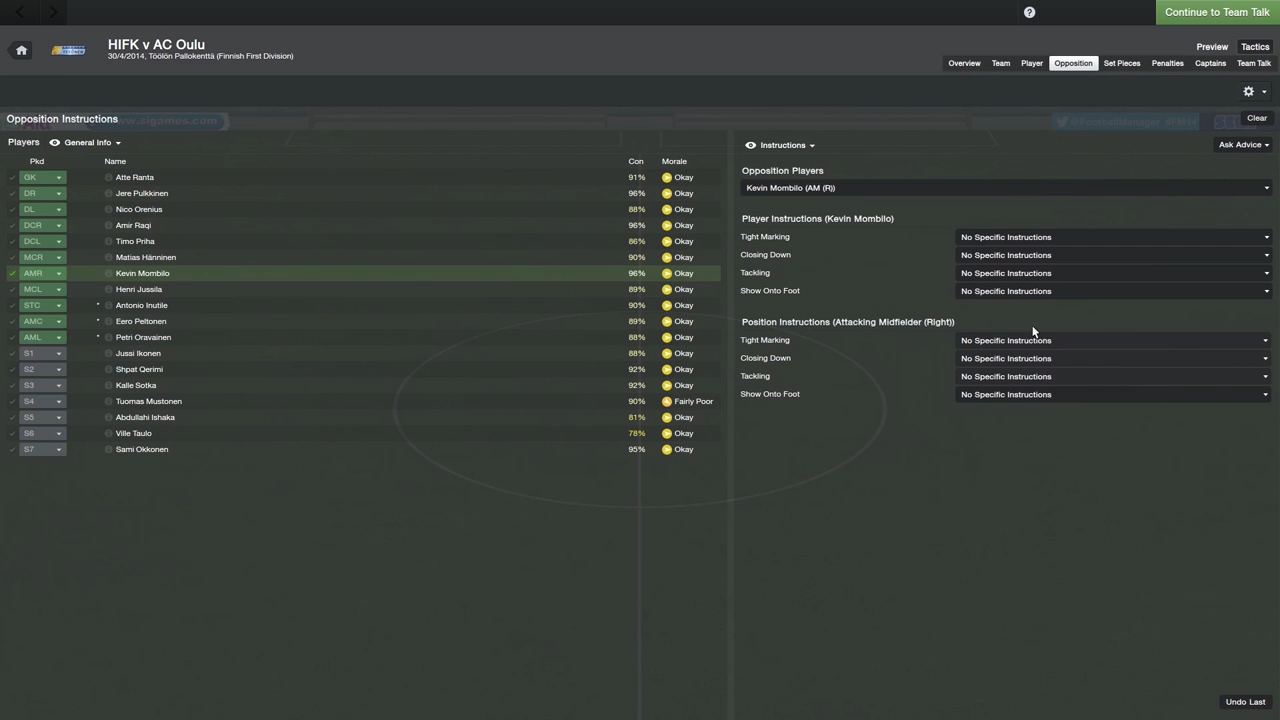 Continue to Team Talk
HIFK v AC Oulu
30/4/2014, Töölön Pallokenttä (Finnish First Division)
Preview Tactics
Overview Team Player Opposition Set Pieces Penalties Captains Team Talk
Opposition Instructions
www.sigames.com
@FootballManager #FM14
Clear
Players General Info
Instructions
Ask Advice
Pkd Name Con Morale
GK Atte Ranta 91% Okay
DR Jere Pulkkinen 96% Okay
DL Nico Orenius 88% Okay
DCR Amir Raqi 96% Okay
DCL Timo Priha 86% Okay
MCR Matias Hänninen 90% Okay
AMR Kevin Mombilo 96% Okay
MCL Henri Jussila 89% Okay
STC Antonio Inutile 90% Okay
AMC Eero Peltonen 89% Okay
AML Petri Oravainen 88% Okay
S1 Jussi Ikonen 88% Okay
S2 Shpat Qerimi 92% Okay
S3 Kalle Sotka 92% Okay
S4 Tuomas Mustonen 90% Fairly Poor
S5 Abdullahi Ishaka 81% Okay
S6 Ville Taulo 78% Okay
S7 Sami Okkonen 95% Okay
Opposition Players
Kevin Mombilo (AM (R))
Player Instructions (Kevin Mombilo)
Tight Marking No Specific Instructions
Closing Down No Specific Instructions
Tackling No Specific Instructions
Show Onto Foot No Specific Instructions
Position Instructions (Attacking Midfielder (Right))
Tight Marking No Specific Instructions
Closing Down No Specific Instructions
Tackling No Specific Instructions
Show Onto Foot No Specific Instructions
Undo Last